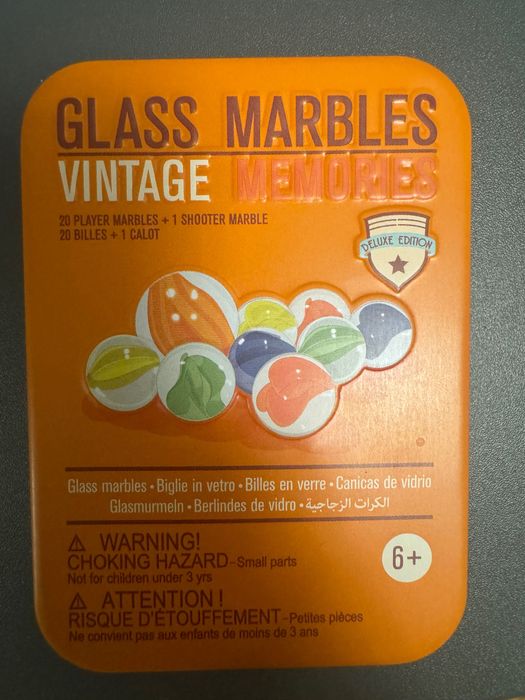 GLASS MARBLES
VINTAGE MEMORIES
20 PLAYER MARBLES + 1 SHOOTER MARBLE
20 BILLES + 1 CALOT
DELUXE EDITION
Glass marbles • Biglie in vetro • Billes en verre • Canicas de vidrio
Glasmurmeln • Berlindes de vidro • الكرات الزجاجية
⚠ WARNING!
CHOKING HAZARD–Small parts
Not for children under 3 yrs
6+
⚠ ATTENTION !
RISQUE D'ÉTOUFFEMENT–Petites pièces
Ne convient pas aux enfants de moins de 3 ans